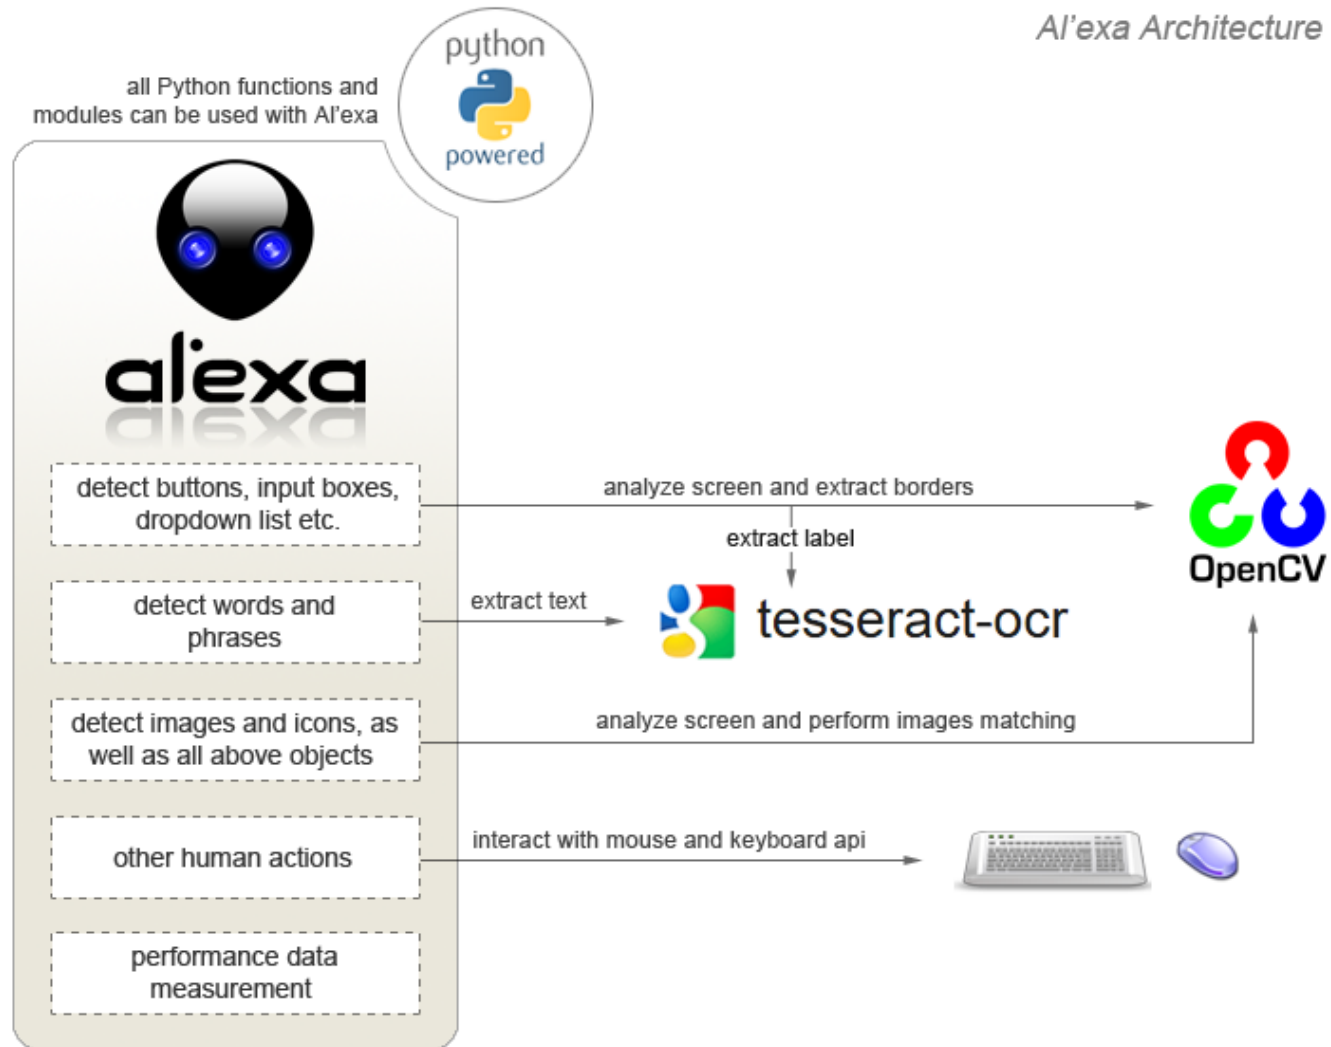 Al'exa Architecture
python
powered
all Python functions and
modules can be used with Al'exa
al'exa
detect buttons, input boxes,
dropdown list etc.
analyze screen and extract borders
extract label
OpenCV
detect words and
phrases
extract text
tesseract-ocr
detect images and icons, as
well as all above objects
analyze screen and perform images matching
other human actions
interact with mouse and keyboard api
performance data
measurement